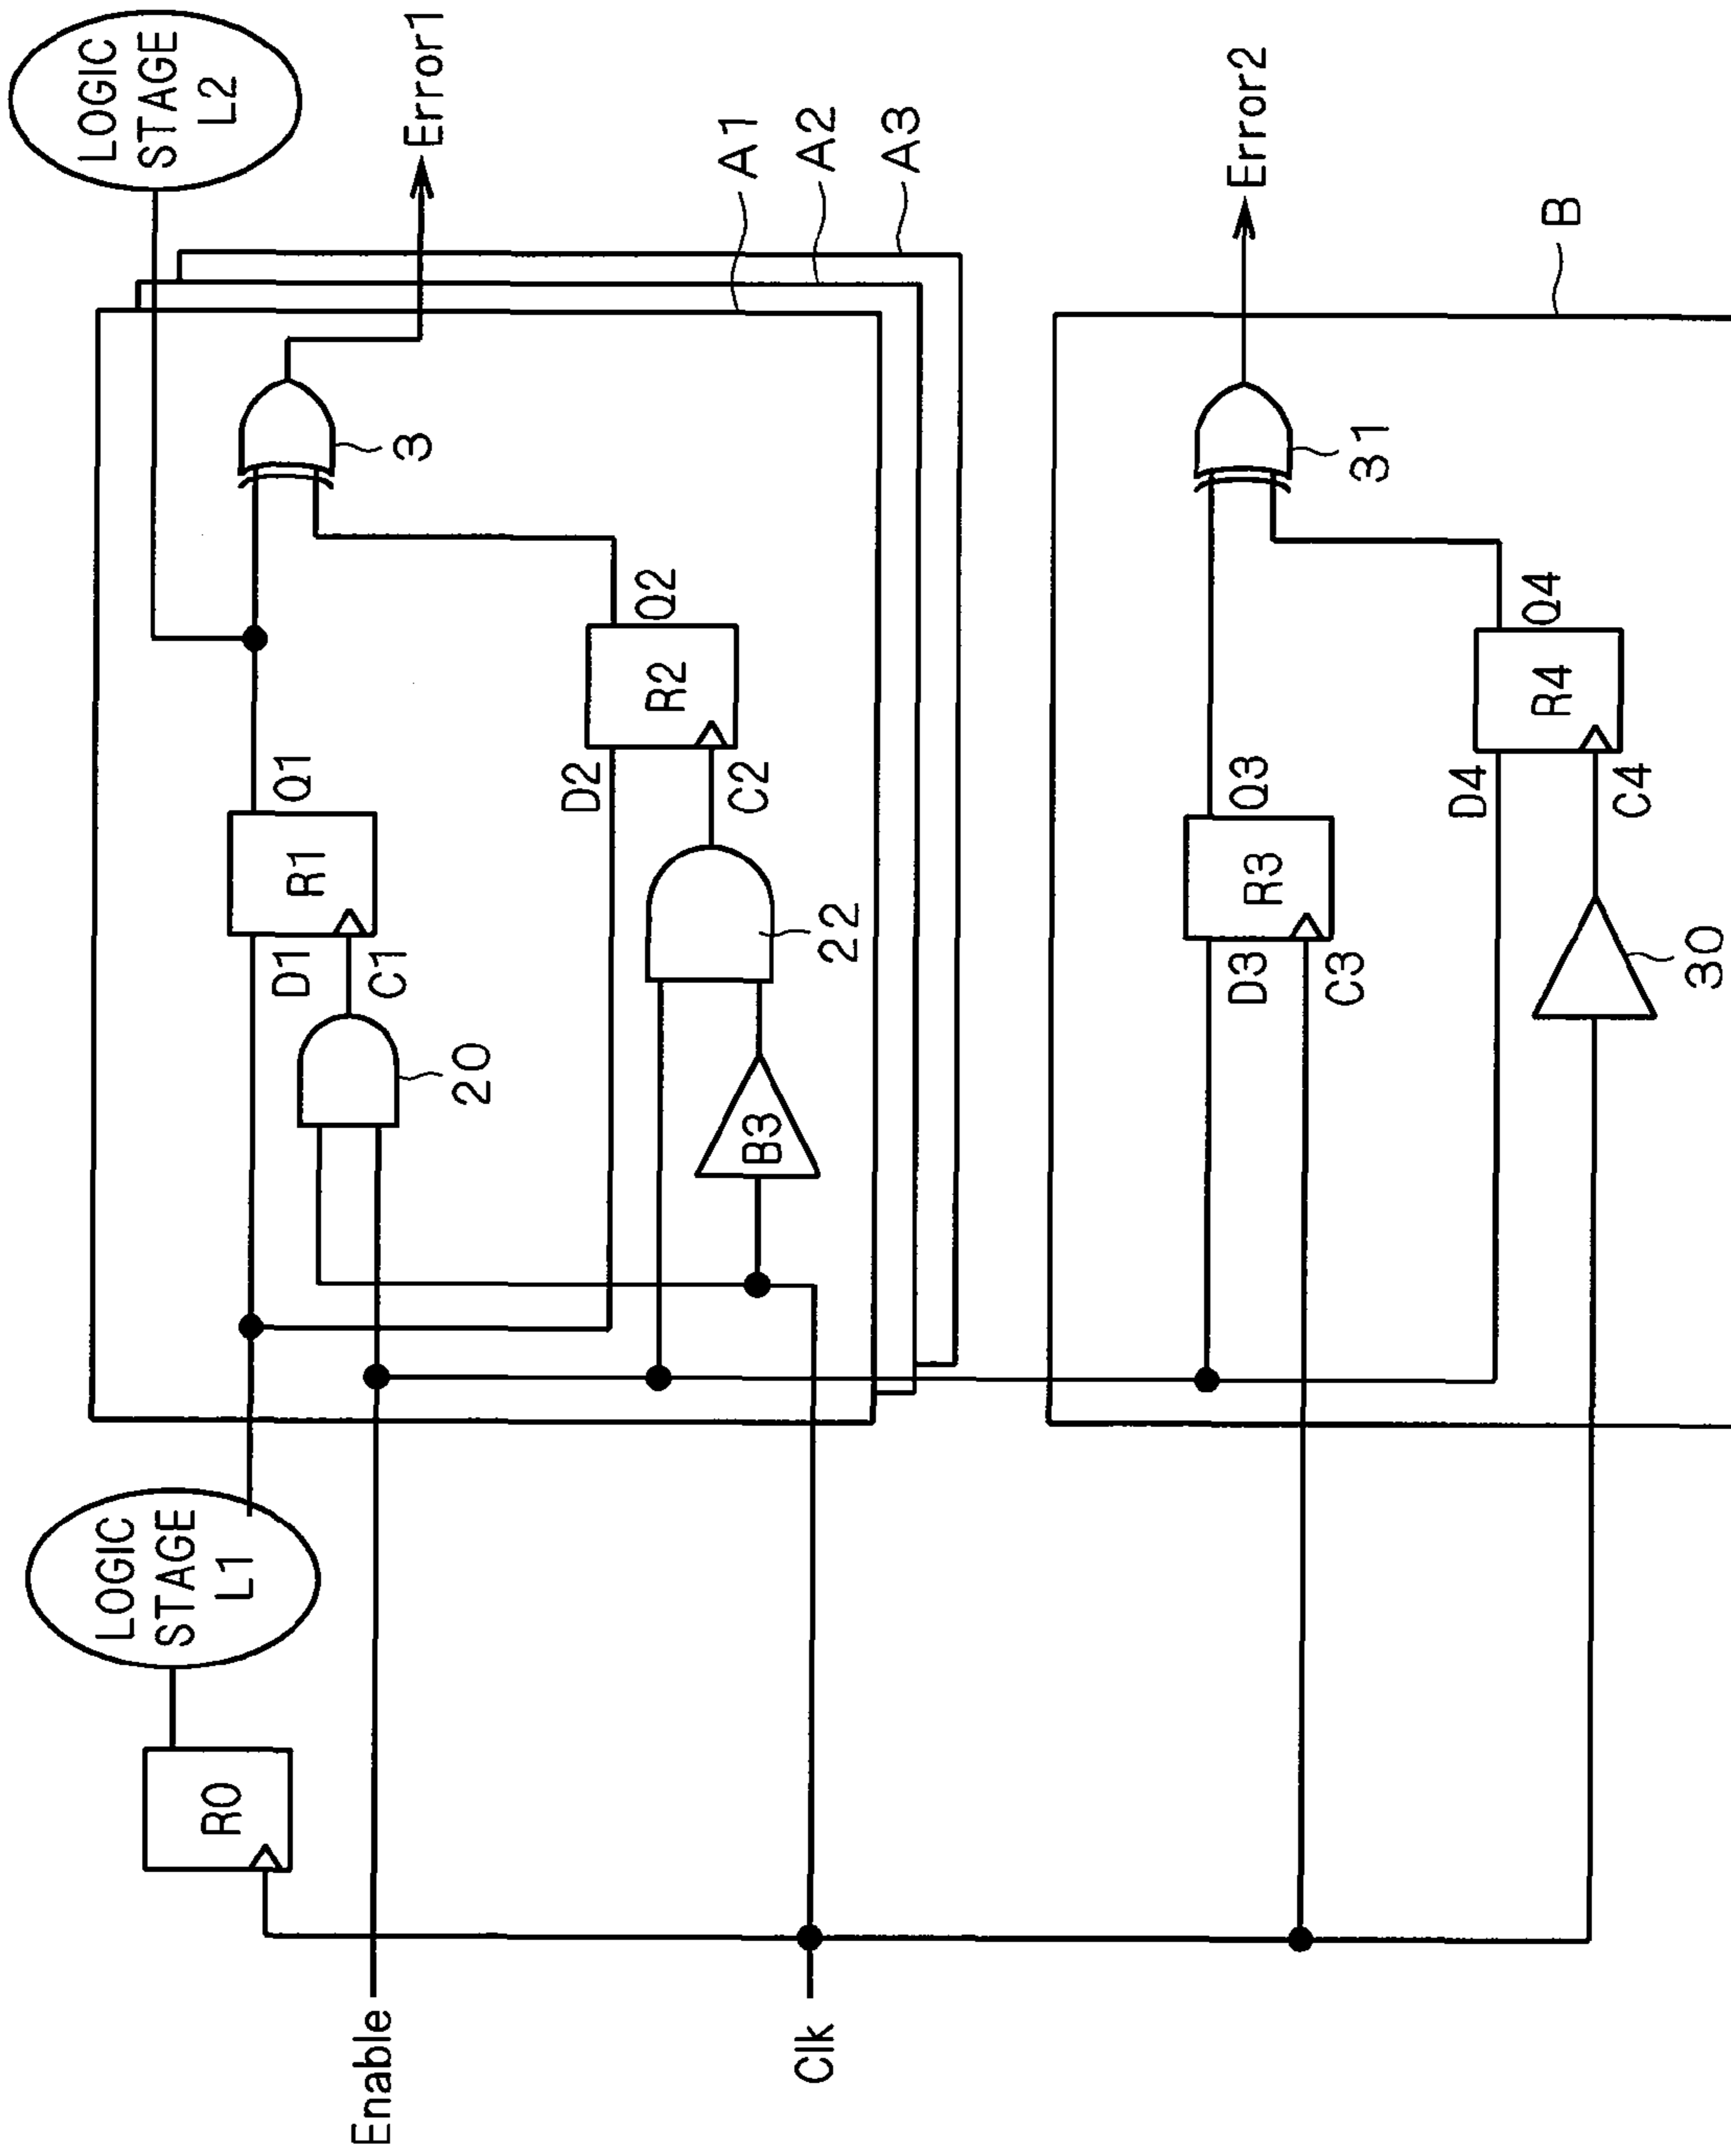 LOGIC
STAGE
L2
Error1
A1
A2
A3
Error2
B
3
31
Q2
R2
Q4
R4
Q1
R1
D1
C1
D2
C2
Q3
R3
D3
C3
D4
C4
20
22
30
B3
LOGIC
STAGE
L1
R0
Enable
Clk